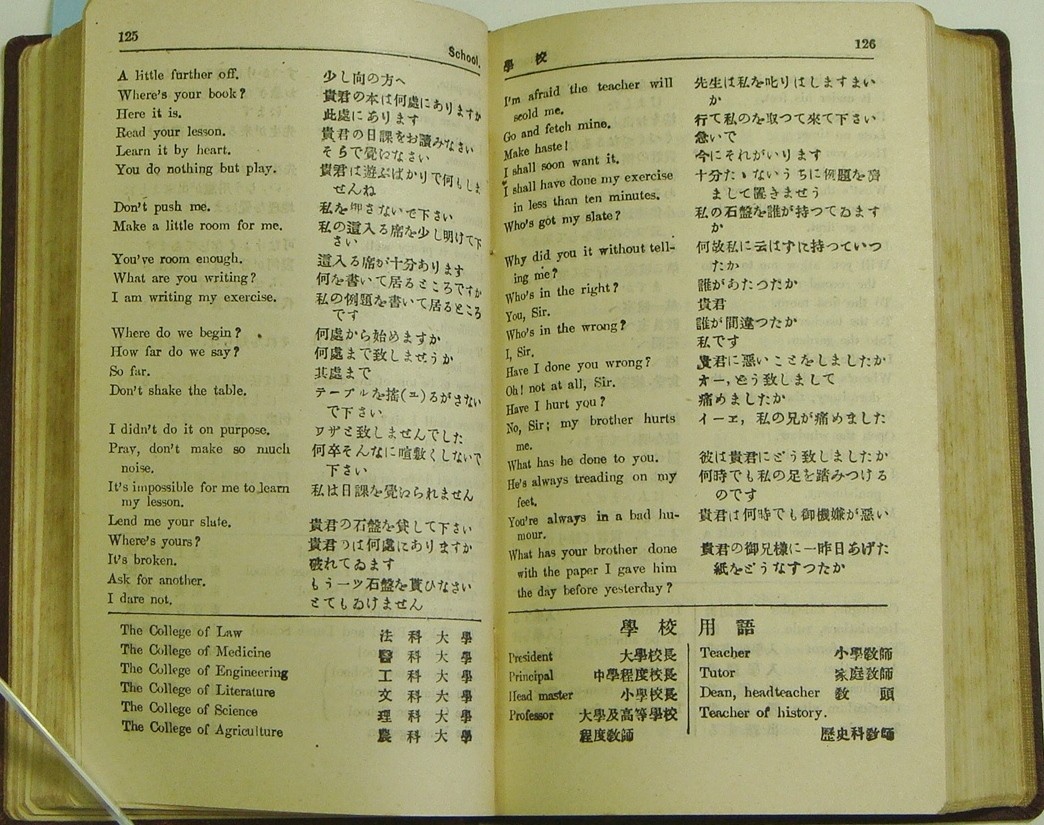 125
School.
A little further off. 少し向の方へ
Where's your book? 貴君の本は何處にありますか
Here it is. 此處にあります
Read your lesson. 貴君の日課をお讀みなさい
Learn it by heart. そらで覺になさい
You do nothing but play. 貴君は遊ぶばかりで何もしま
せんね
Don't push me. 私を押さないで下さい
Make a little room for me. 私の這入る席を少し明けて下
さい
You've room enough. 這入る席が十分あります
What are you writing? 何を書いて居るところですか
I am writing my exercise. 私の例題を書いて居るところ
です
Where do we begin? 何處から始めますか
How far do we say? 何處まで致しませうか
So far. 其處まで
Don't shake the table. テーブルを搖(ユ)るがさない
で下さい
I didn't do it on purpose. ワザと致しませんでした
Pray, don't make so much 何卒そんなに喧敷くしないで
noise. 下さい
It's impossible for me to learn 私は日課を覺ねられません
my lesson.
Lend me your slate. 貴君の石盤を貸して下さい
Where's yours? 貴君のは何處にありますか
It's broken. 破れてゐます
Ask for another. もう一ツ石盤を貰ひなさい
I dare not. とてもゐけません
The College of Law 法科大學
The College of Medicine 醫科大學
The College of Engineering 工科大學
The College of Literature 文科大學
The College of Science 理科大學
The College of Agriculture 農科大學
學校
126
I'm afraid the teacher will 先生は私を叱りはしますまい
scold me. か
Go and fetch mine. 行て私のを取つて來て下さい
Make haste! 急いで
I shall soon want it. 今にそれがいります
I shall have done my exercise 十分たゝないうちに例題を濟
in less than ten minutes. まして置きませう
Who's got my slate? 私の石盤を誰が持つてゐます
か
Why did you it without tell- 何故私に云はずに持つていつ
ing me? たか
Who's in the right? 誰があたつたか
You, Sir. 貴君
Who's in the wrong? 誰が間違つたか
I, Sir. 私です
Have I done you wrong? 貴君に惡いことをしましたか
Oh! not at all, Sir. オー,どう致しまして
Have I hurt you? 痛めましたか
No, Sir; my brother hurts イーエ, 私の兄が痛めました
me.
What has he done to you. 彼は貴君にどう致しましたか
He's always treading on my 何時でも私の足を踏みつける
feet. のです
You're always in a bad hu- 貴君は何時でも御機嫌が惡い
mour.
What has your brother done 貴君の御兄樣に一昨日あげた
with the paper I gave him 紙をどうなすつたか
the day before yesterday?
學校用語
President 大學校長
Principal 中學程度校長
Head master 小學校長
Professor 大學及高等學校
程度敎師
Teacher 小學敎師
Tutor 家庭敎師
Dean, headteacher 敎頭
Teacher of history.
歷史科敎師